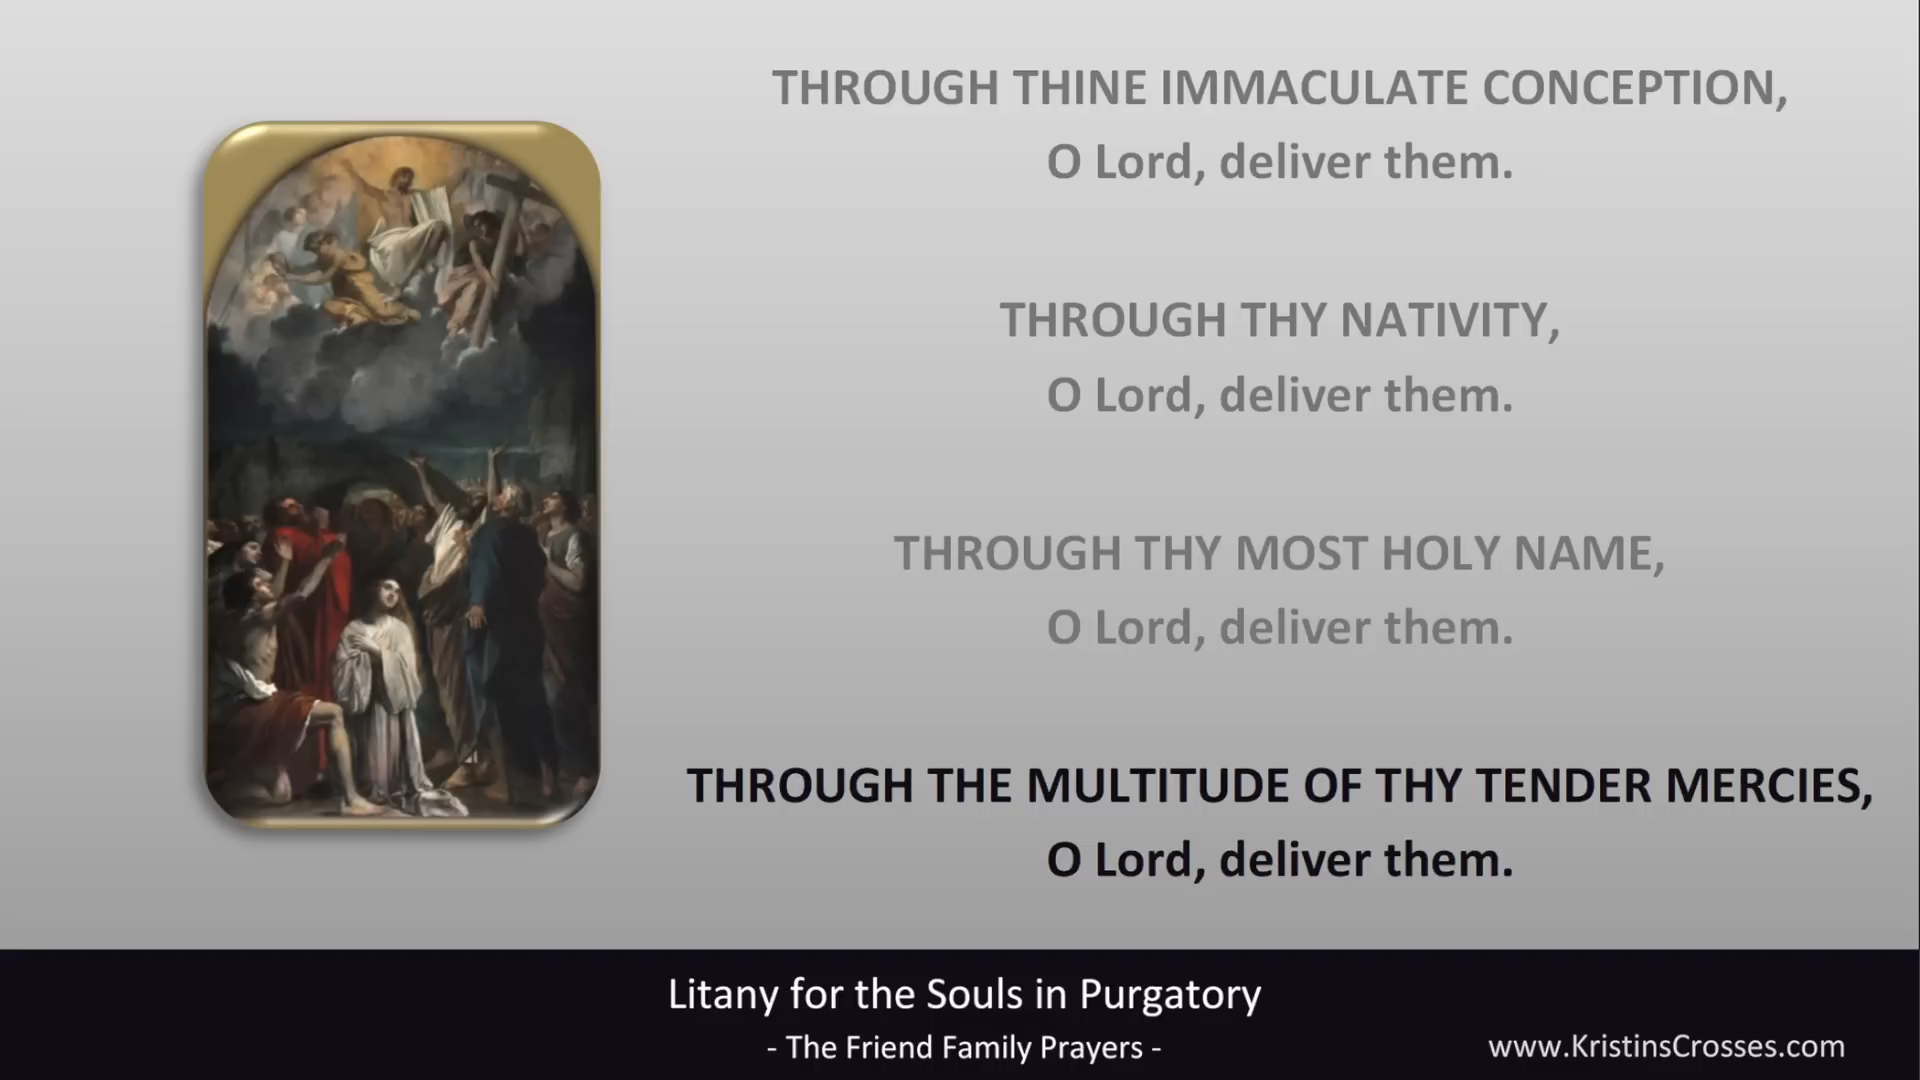 THROUGH THINE IMMACULATE CONCEPTION,
O Lord, deliver them.
THROUGH THY NATIVITY,
O Lord, deliver them.
THROUGH THY MOST HOLY NAME,
O Lord, deliver them.
THROUGH THE MULTITUDE OF THY TENDER MERCIES,
O Lord, deliver them.
Litany for the Souls in Purgatory
- The Friend Family Prayers -
www.KristinsCrosses.com